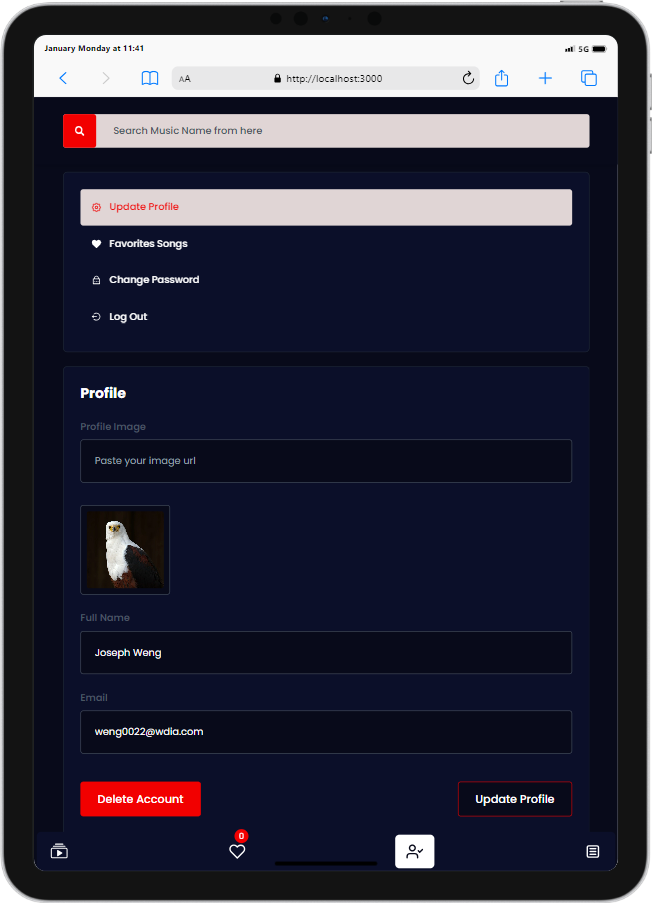 January Monday at 11:41
5G
AA
http://localhost:3000
Search Music Name from here
Update Profile
Favorites Songs
Change Password
Log Out
Profile
Profile Image
Paste your image url
Full Name
Joseph Weng
Email
weng0022@wdia.com
Delete Account
Update Profile
0